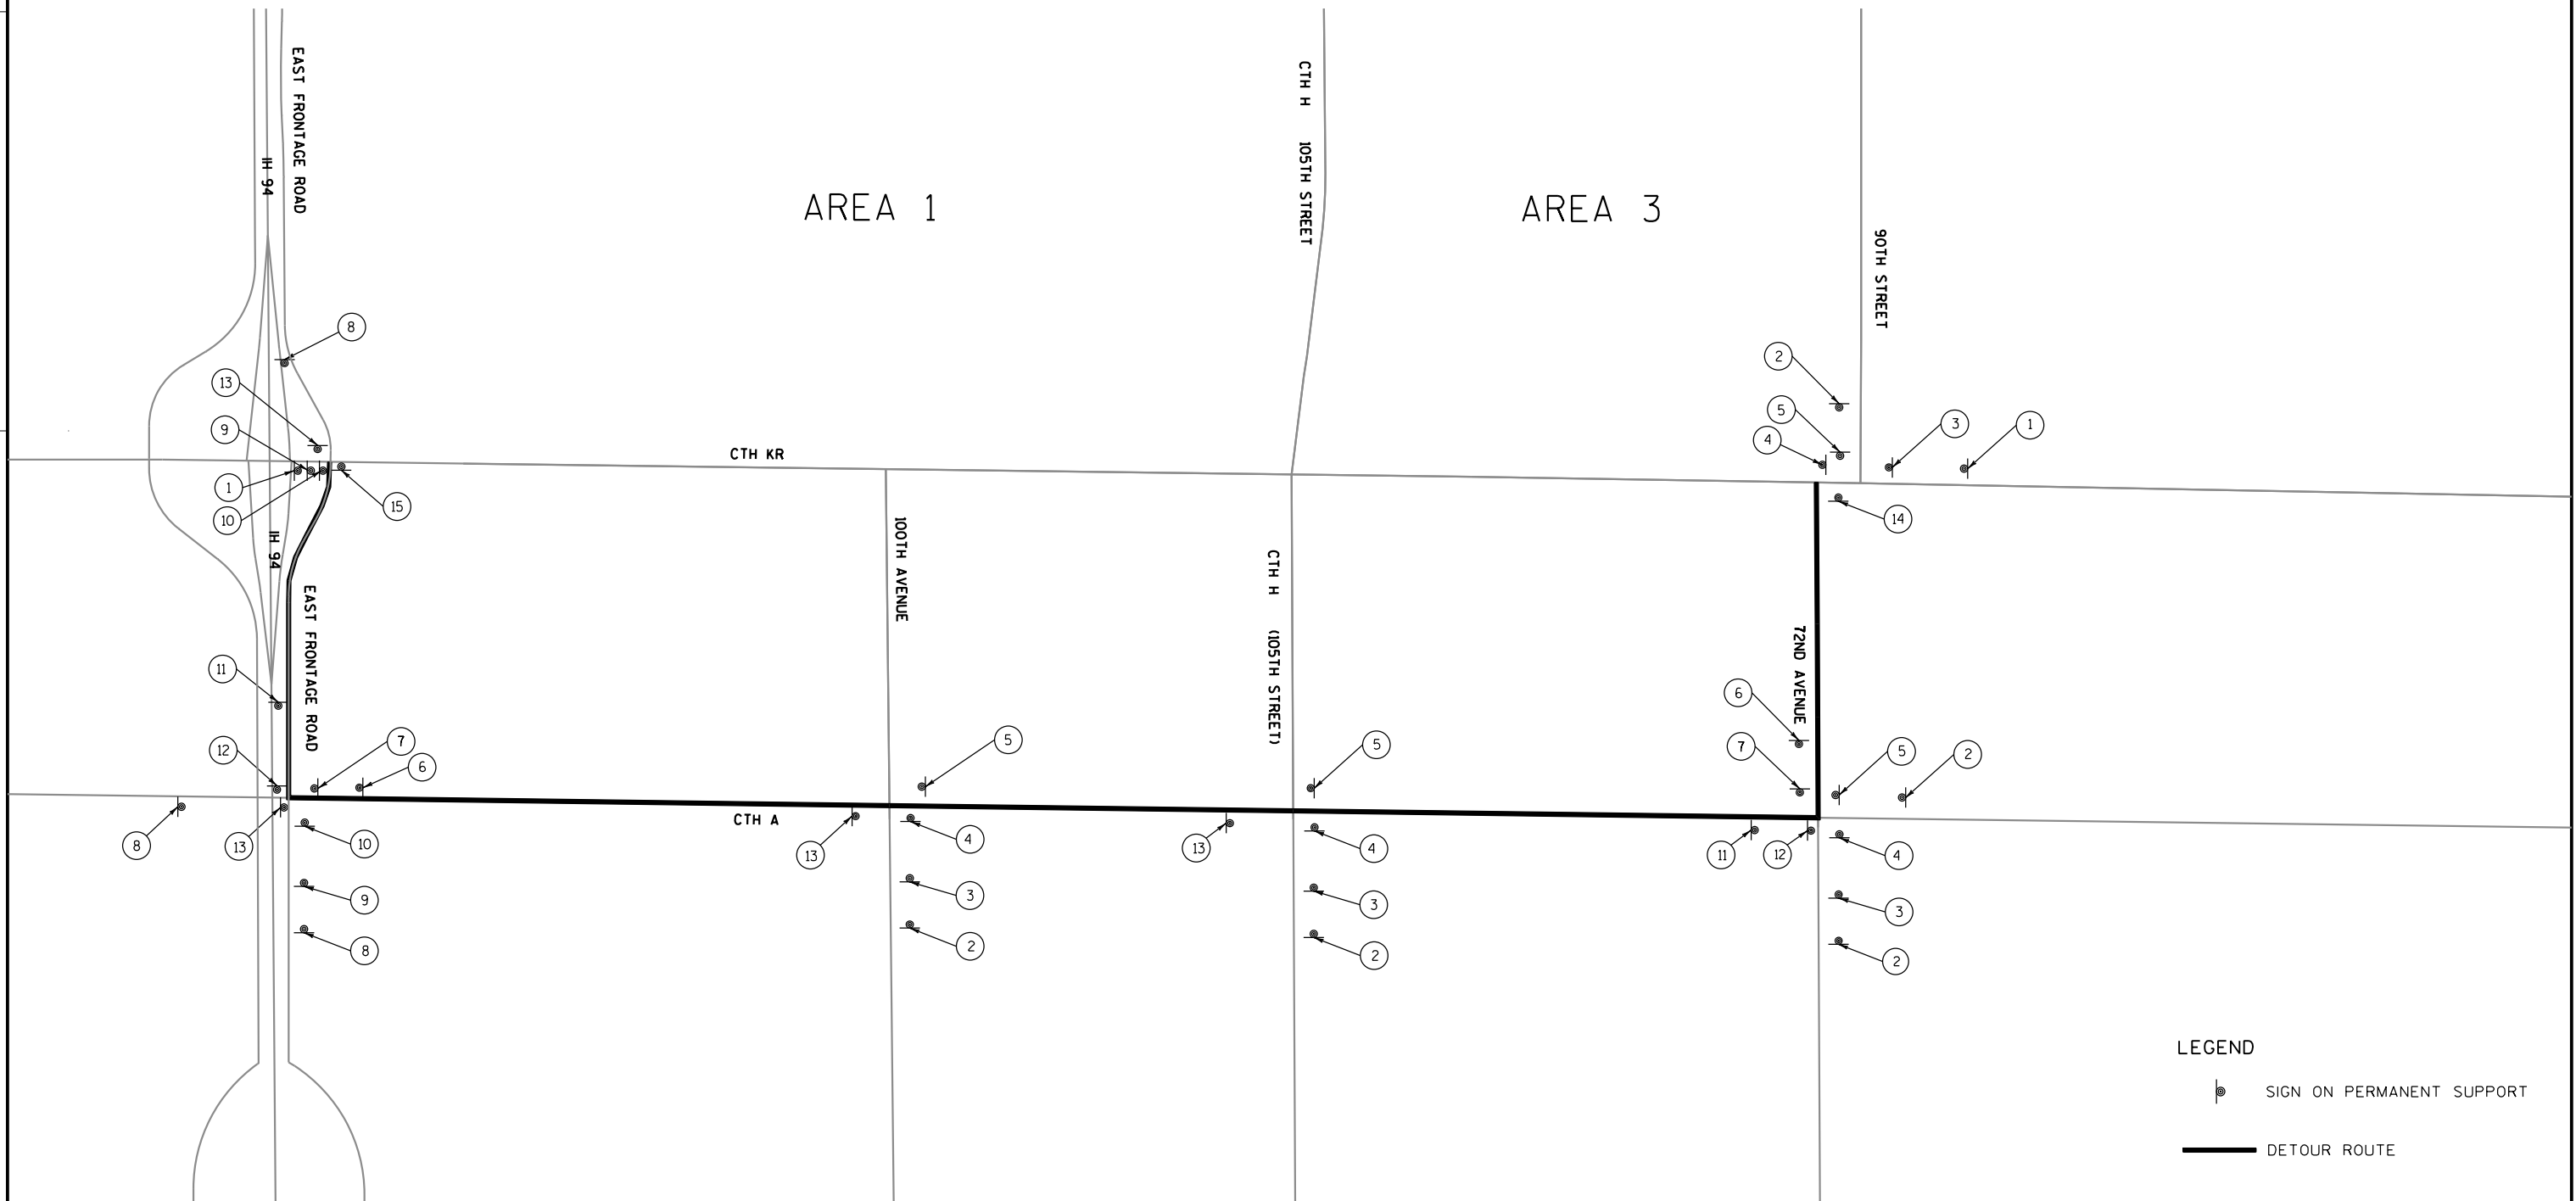 EAST FRONTAGE ROAD
IH 94
CTH H 105TH STREET
90TH STREET
AREA 1
AREA 3
8
13
9
1
10
15
2
5
4
3
1
14
CTH KR
IH 94
EAST FRONTAGE ROAD
100TH AVENUE
CTH H (105TH STREET)
72ND AVENUE
11
12
7
6
5
5
6
7
5
2
8
13
10
9
8
CTH A
13
4
3
2
13
4
3
2
11
12
4
3
2
LEGEND
SIGN ON PERMANENT SUPPORT
DETOUR ROUTE